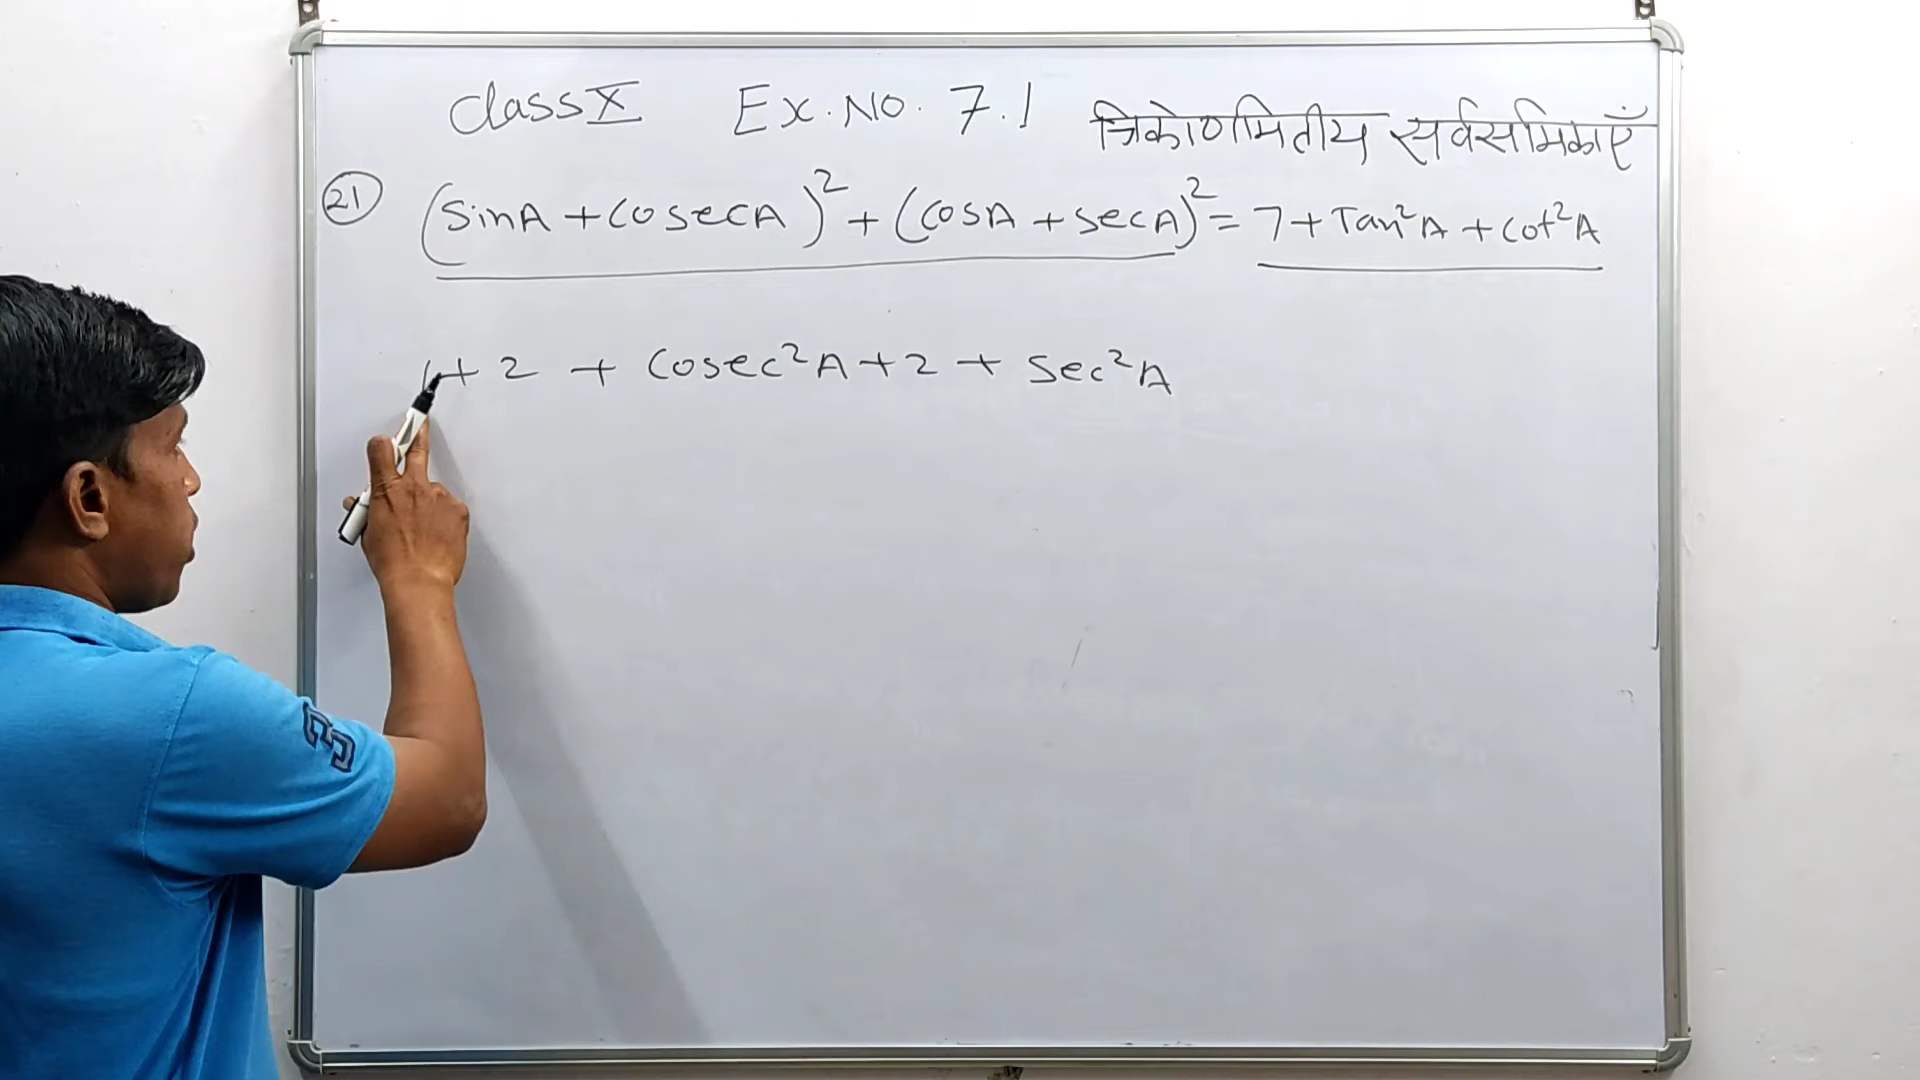 Class X Ex. No. 7.1 त्रिकोणमितीय सर्वसमिकाएँ
21 (sinA + cosecA)² + (cosA + secA)² = 7 + Tan²A + cot²A
1 + 2 + cosec²A + 2 + sec²A
3